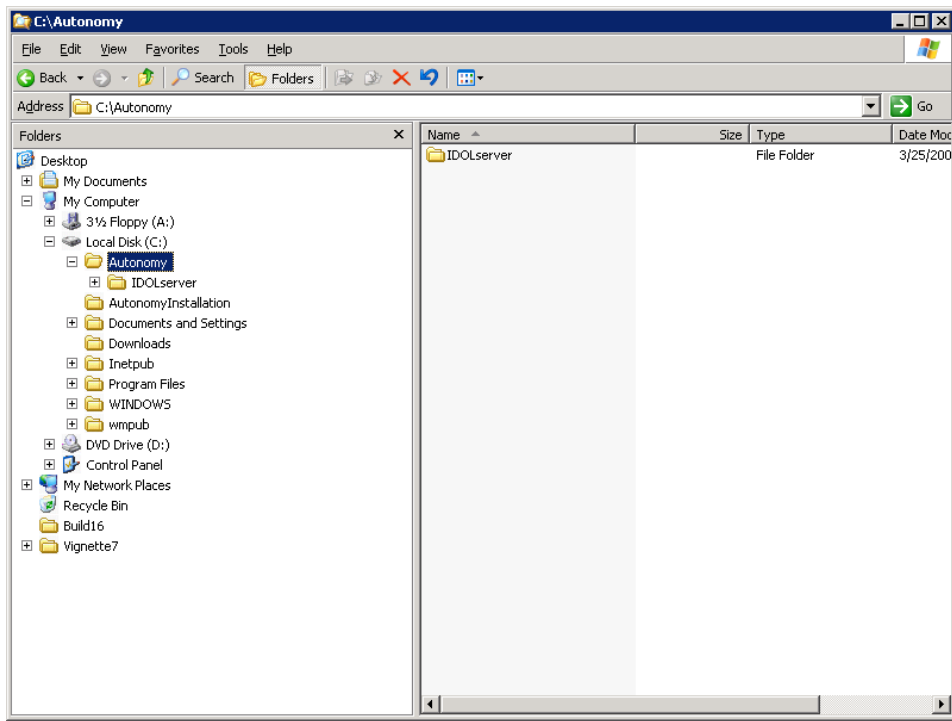 C:\Autonomy
File Edit View Favorites Tools Help
Back Search Folders
Address C:\Autonomy Go
Folders
Desktop
My Documents
My Computer
3½ Floppy (A:)
Local Disk (C:)
Autonomy
IDOLserver
AutonomyInstallation
Documents and Settings
Downloads
Inetpub
Program Files
WINDOWS
wmpub
DVD Drive (D:)
Control Panel
My Network Places
Recycle Bin
Build16
Vignette7
Name Size Type Date Mod
IDOLserver File Folder 3/25/200